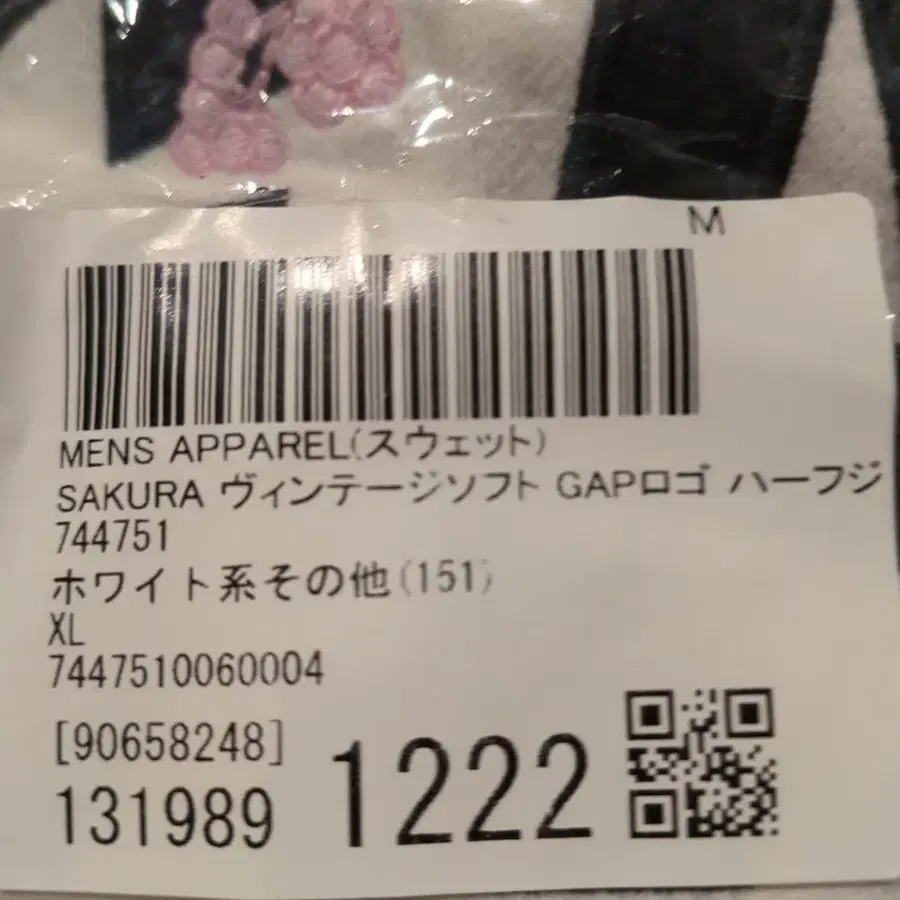 M
MENS APPAREL(スウェット)
SAKURA ヴィンテージソフト GAPロゴ ハーフジ
744751
ホワイト系その他(151)
XL
7447510060004
[90658248]
131989 1222